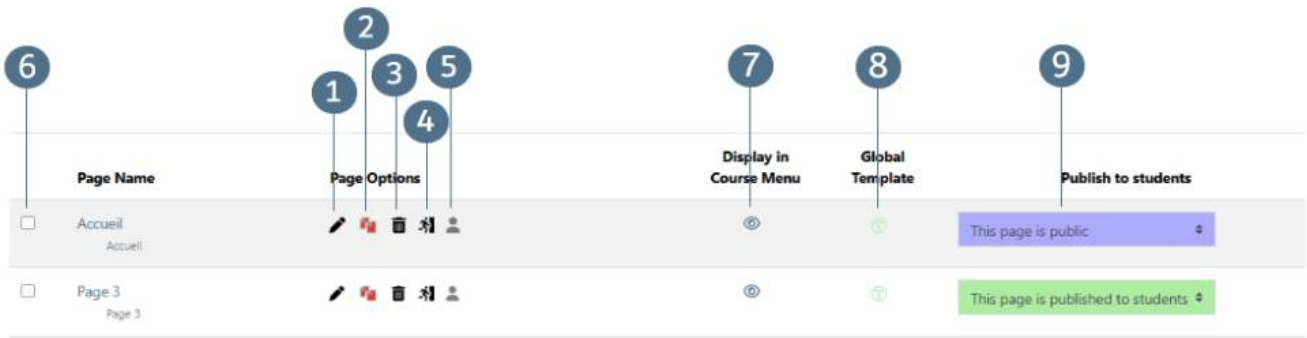 2
6 3 5 7 8 9
1
4
Display in Global
Page Name Page Options Course Menu Template Publish to students
Accueil This page is public
Accueil
Page 3 This page is published to students
Page 3